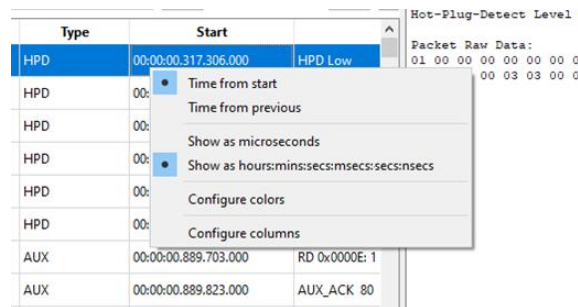 Hot-Plug-Detect Level
Type Start
Packet Raw Data:
HPD 00:00:00.317.306.000 HPD Low
01 00 00 00 00 00 00
00 03 03 00
Time from start
HPD 00:
Time from previous
HPD 00:
Show as microseconds
HPD 00:
Show as hours:mins:secs:msecs:secs:nsecs
HPD 00:
Configure colors
HPD 00:
Configure columns
AUX 00:00:00.889.703.000 RD 0x0000E: 1
AUX 00:00:00.889.823.000 AUX_ACK 80